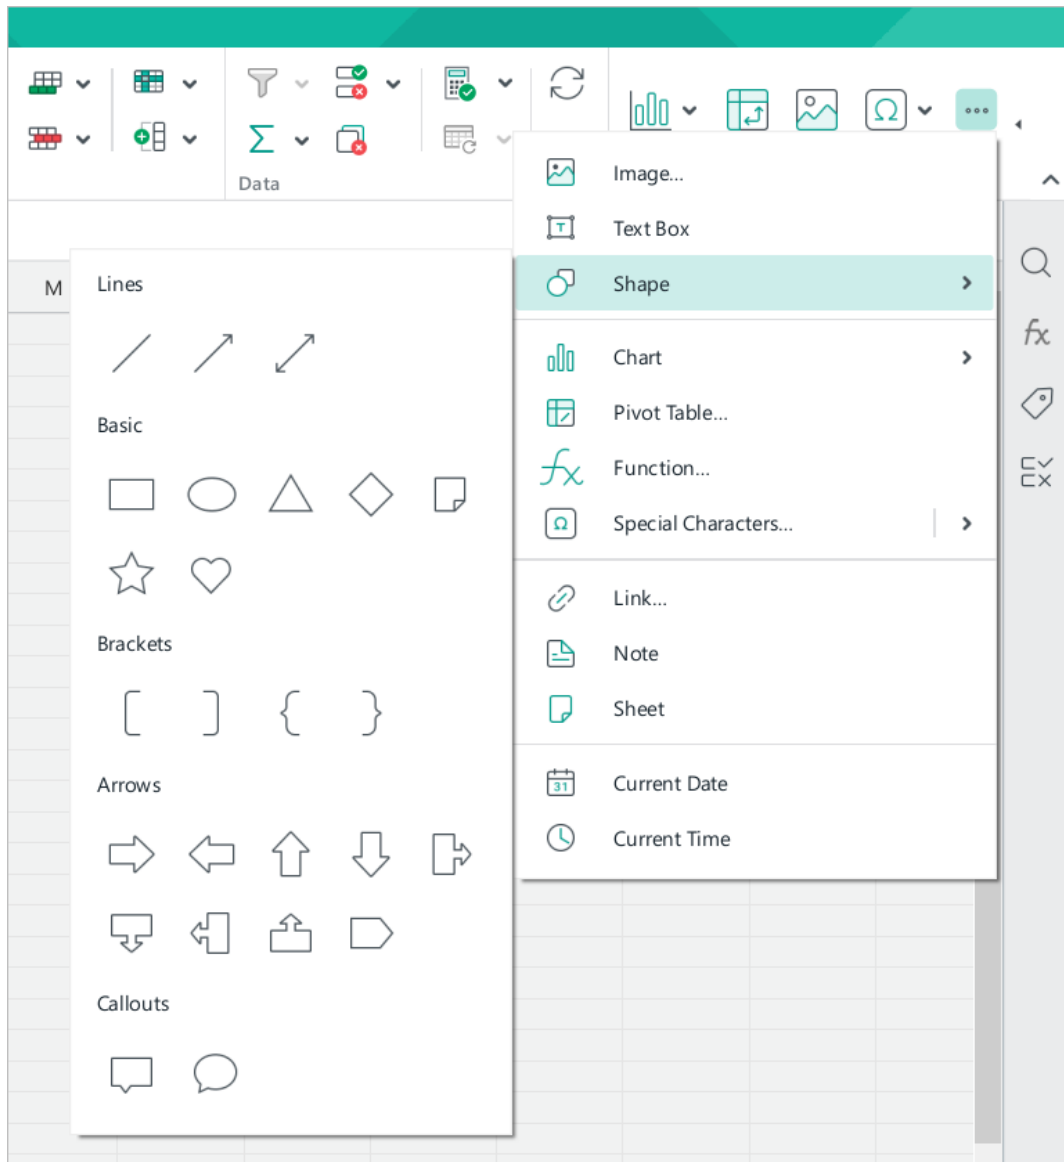 Data
Image...
Text Box
Shape
Chart
Pivot Table...
Function...
Special Characters...
Link...
Note
Sheet
31
Current Date
Current Time
M
Lines
Basic
Brackets
Arrows
Callouts